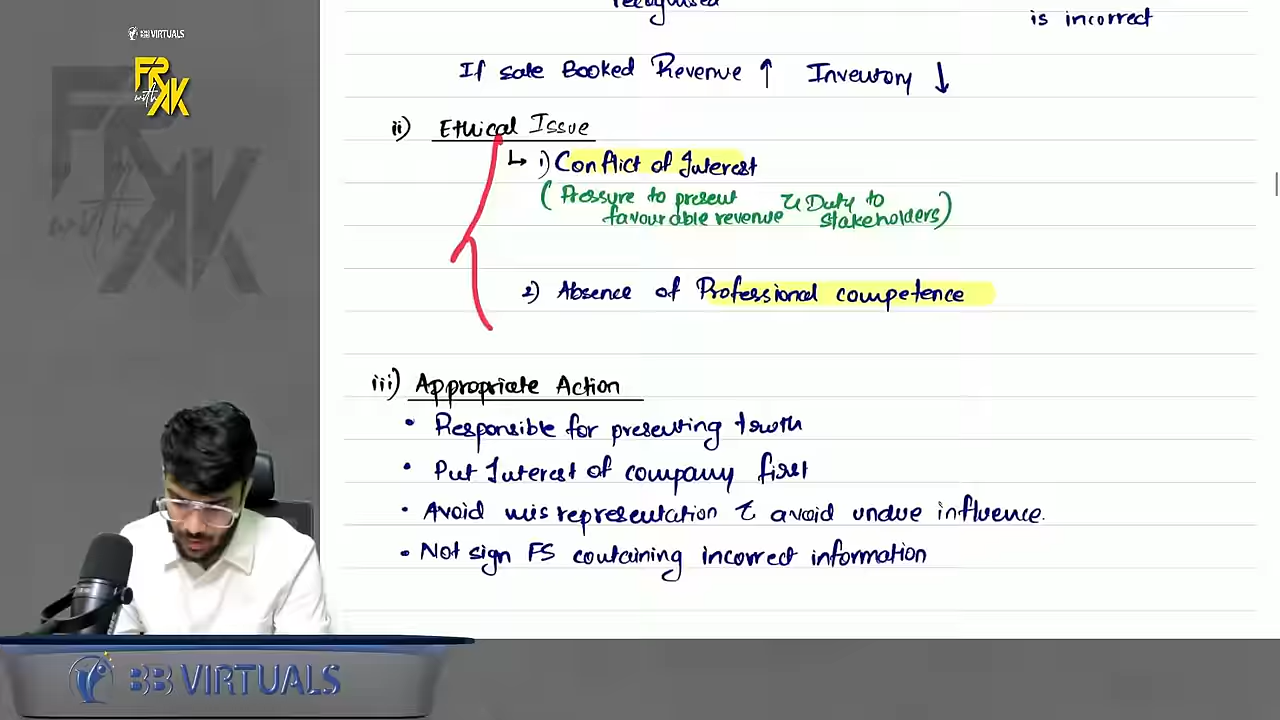 BB VIRTUALS
FR
with
KK
recognised
is incorrect
If sale Booked Revenue ↑ Inventory ↓
ii) Ethical Issue
↳ i) Conflict of Interest
(Pressure to present & Duty to
favourable revenue stakeholders)
2) Absence of Professional competence
iii) Appropriate Action
• Responsible for presenting truth
• Put Interest of company first
• Avoid misrepresentation & avoid undue influence.
• Not sign FS containing incorrect information
BB VIRTUALS